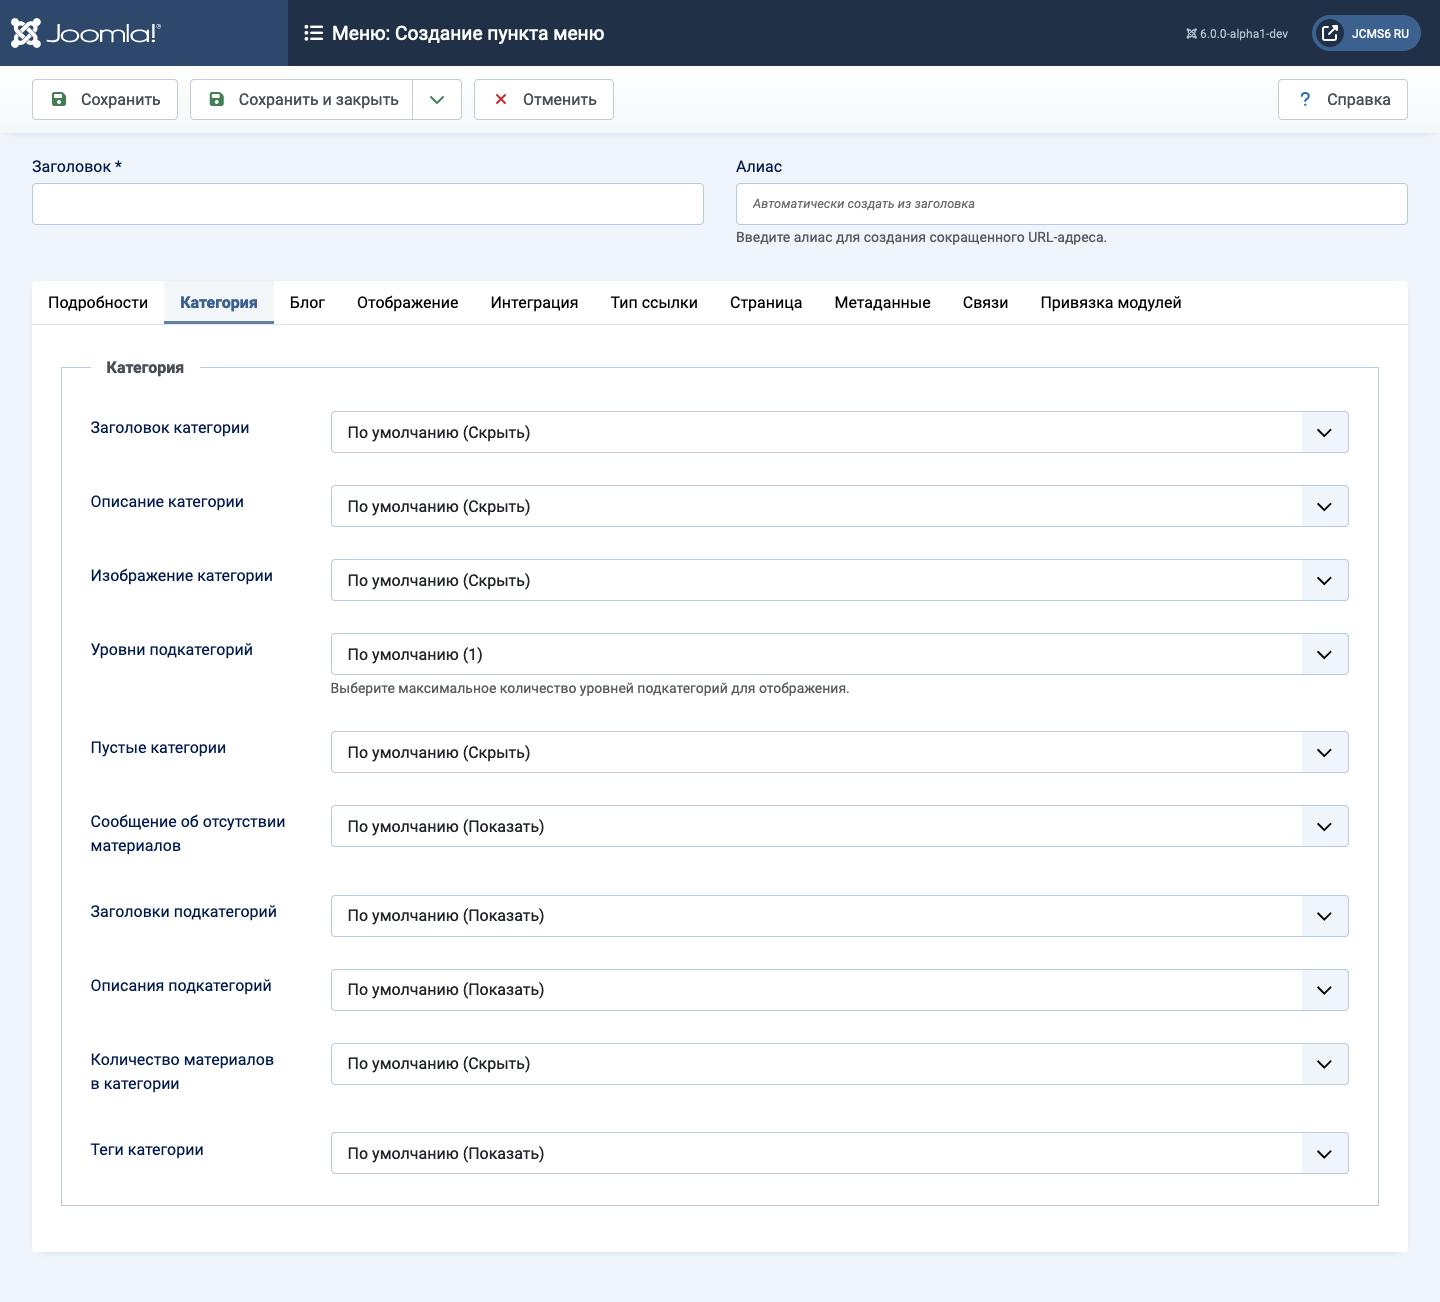 Joomla!®
Меню: Создание пункта меню
6.0.0-alpha1-dev
JCMS6 RU
Сохранить
Сохранить и закрыть
Отменить
? Справка
Заголовок *
Алиас
Автоматически создать из заголовка
Введите алиас для создания сокращенного URL-адреса.
Подробности Категория Блог Отображение Интеграция Тип ссылки Страница Метаданные Связи Привязка модулей
Категория
Заголовок категории
По умолчанию (Скрыть)
Описание категории
По умолчанию (Скрыть)
Изображение категории
По умолчанию (Скрыть)
Уровни подкатегорий
По умолчанию (1)
Выберите максимальное количество уровней подкатегорий для отображения.
Пустые категории
По умолчанию (Скрыть)
Сообщение об отсутствии
материалов
По умолчанию (Показать)
Заголовки подкатегорий
По умолчанию (Показать)
Описания подкатегорий
По умолчанию (Показать)
Количество материалов
в категории
По умолчанию (Скрыть)
Теги категории
По умолчанию (Показать)